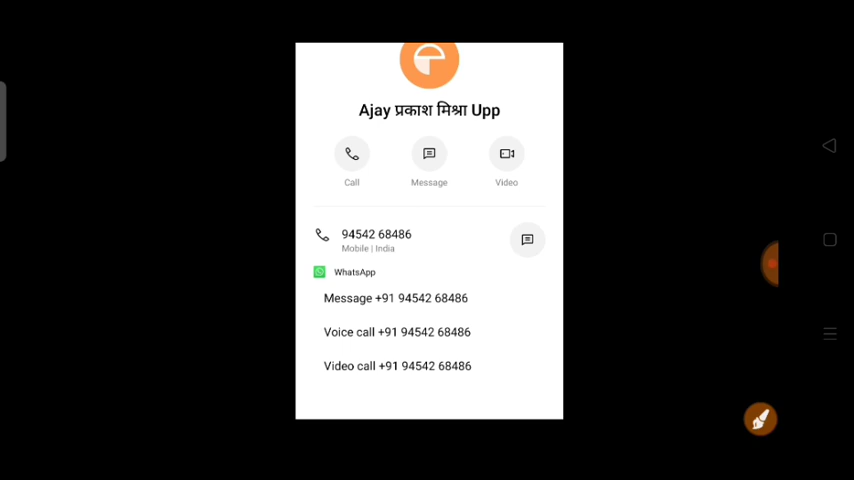 Ajay प्रकाश मिश्रा Upp
Call Message Video
94542 68486
Mobile | India
WhatsApp
Message +91 94542 68486
Voice call +91 94542 68486
Video call +91 94542 68486